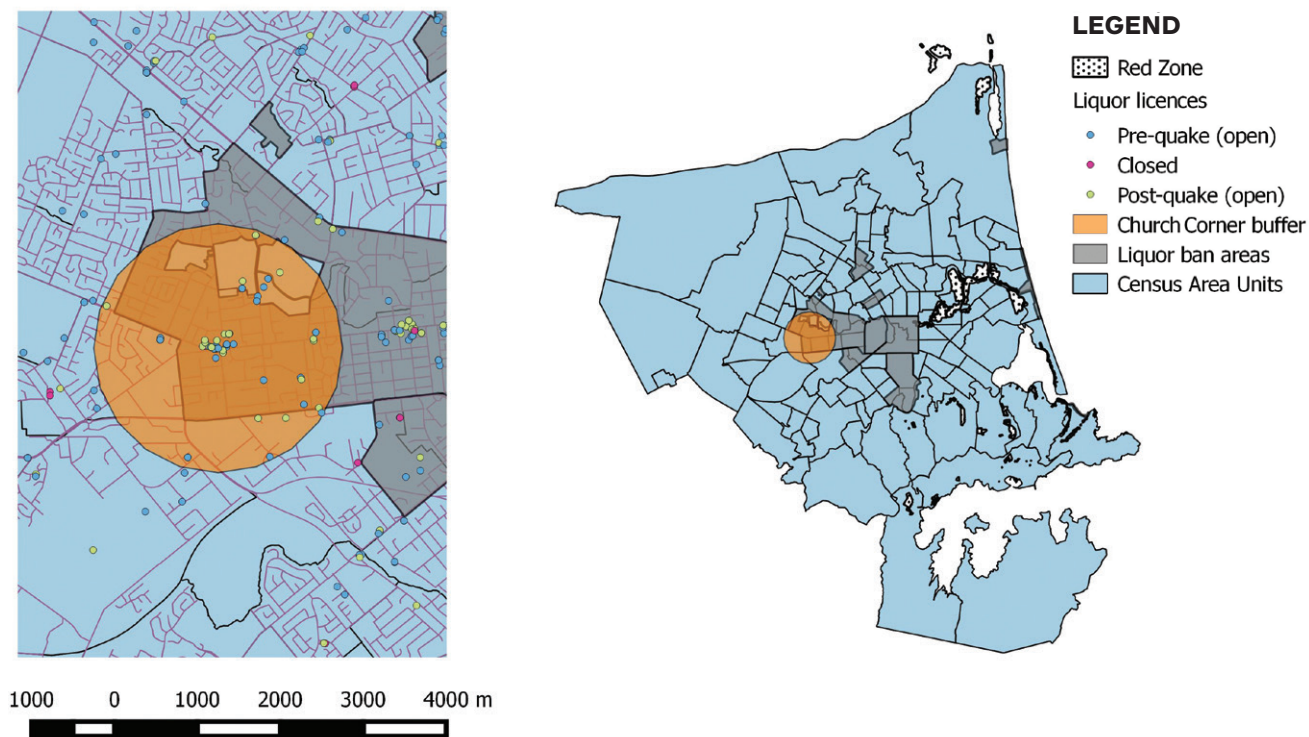 LEGEND
Red Zone
Liquor licences
Pre-quake (open)
Closed
Post-quake (open)
Church Corner buffer
Liquor ban areas
Census Area Units
1000 0 1000 2000 3000 4000 m